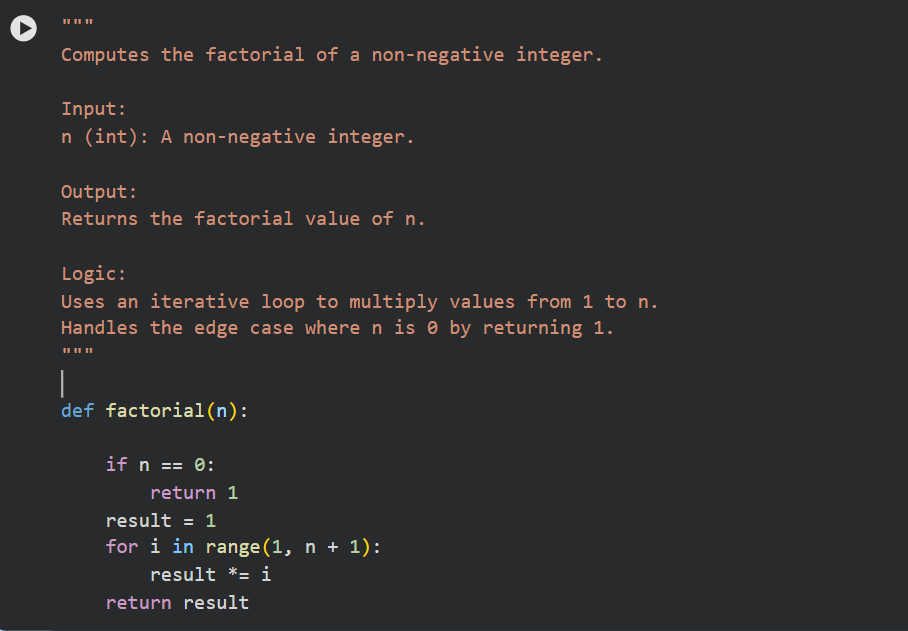 """
Computes the factorial of a non-negative integer.
Input:
n (int): A non-negative integer.
Output:
Returns the factorial value of n.
Logic:
Uses an iterative loop to multiply values from 1 to n.
Handles the edge case where n is 0 by returning 1.
"""
def factorial(n):
    if n == 0:
        return 1
    result = 1
    for i in range(1, n + 1):
        result *= i
    return result